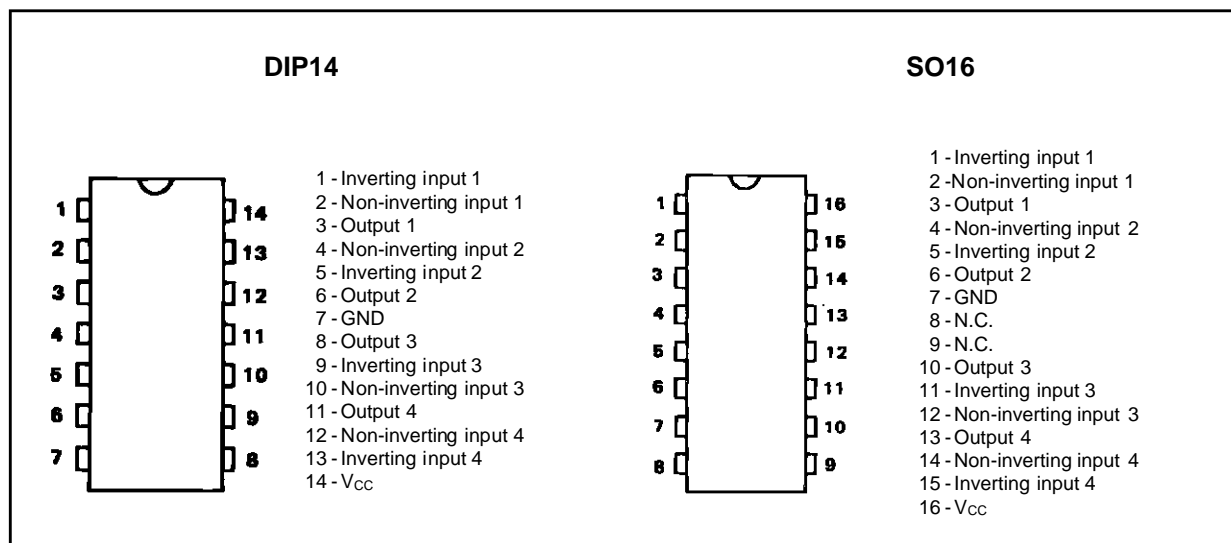 DIP14
1 - Inverting input 1
2 - Non-inverting input 1
3 - Output 1
4 - Non-inverting input 2
5 - Inverting input 2
6 - Output 2
7 - GND
8 - Output 3
9 - Inverting input 3
10 - Non-inverting input 3
11 - Output 4
12 - Non-inverting input 4
13 - Inverting input 4
14 - VCC
1 14
2 13
3 12
4 11
5 10
6 9
7 8
SO16
1 - Inverting input 1
2 - Non-inverting input 1
3 - Output 1
4 - Non-inverting input 2
5 - Inverting input 2
6 - Output 2
7 - GND
8 - N.C.
9 - N.C.
10 - Output 3
11 - Inverting input 3
12 - Non-inverting input 3
13 - Output 4
14 - Non-inverting input 4
15 - Inverting input 4
16 - VCC
1 16
2 15
3 14
4 13
5 12
6 11
7 10
8 9